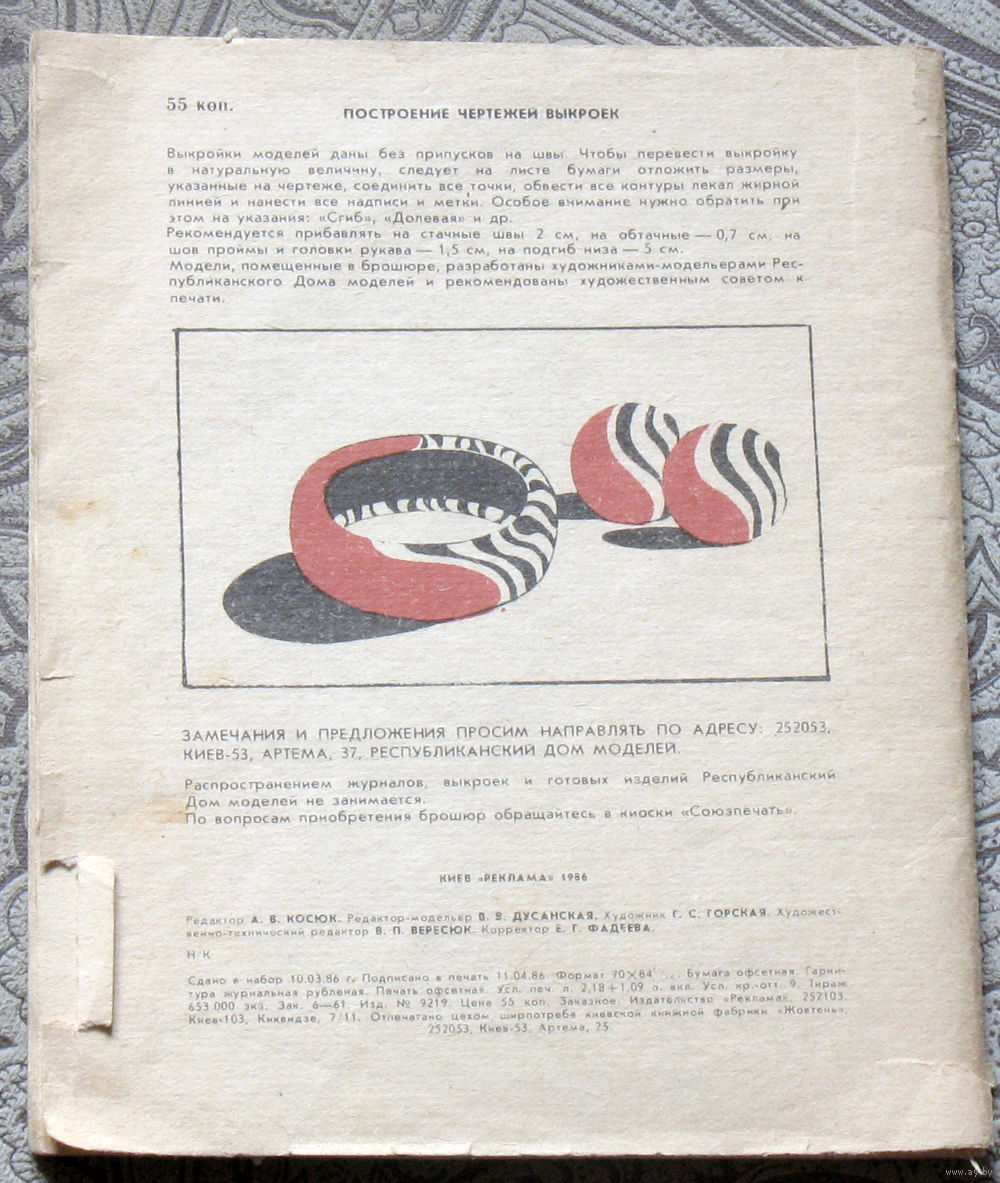 55 коп.
ПОСТРОЕНИЕ ЧЕРТЕЖЕЙ ВЫКРОЕК
Выкройки моделей даны без припусков на швы. Чтобы перевести выкройку
в натуральную величину, следует на листе бумаги отложить размеры,
указанные на чертеже, соединить все точки, обвести все контуры лекал жирной
линией и нанести все надписи и метки. Особое внимание нужно обратить при
этом на указания: «Сгиб», «Долевая» и др.
Рекомендуется прибавлять на стачные швы 2 см, на обтачные — 0,7 см, на
шов проймы и головки рукава — 1,5 см, на подгиб низа — 5 см.
Модели, помещенные в брошюре, разработаны художниками-модельерами Рес-
публиканского Дома моделей и рекомендованы художественным советом к
печати.
ЗАМЕЧАНИЯ И ПРЕДЛОЖЕНИЯ ПРОСИМ НАПРАВЛЯТЬ ПО АДРЕСУ: 252053,
КИЕВ-53, АРТЕМА, 37, РЕСПУБЛИКАНСКИЙ ДОМ МОДЕЛЕЙ.
Распространением журналов, выкроек и готовых изделий Республиканский
Дом моделей не занимается.
По вопросам приобретения брошюр обращайтесь в киоски «Союзпечать».
КИЕВ «РЕКЛАМА» 1986
Редактор А. В. КОСЮК. Редактор-модельер В. В. ДУСАНСКАЯ. Художник Г. С. ГОРСКАЯ. Художест-
венно-технический редактор В. П. ВЕРЕСЮК. Корректор Е. Г. ФАДЕЕВА.
Н/К
Сдано в набор 10.03.86 г. Подписано в печать 11.04.86. Формат 70×84 Бумага офсетная. Гарни-
тура журнальная рубленая. Печать офсетная. Усл. печ. л. 2,18+1,09 л. вкл. Усл. кр.-отт. 9. Тираж
653 000 экз. Зак. 6—61. Изд. № 9219. Цена 55 коп. Заказное. Издательство «Реклама», 252103.
Киев-103, Киквидзе, 7/11. Отпечатано цехом ширпотреба киевской книжной фабрики «Жовтень»,
252053, Киев-53, Артема, 25.
www.ay.by